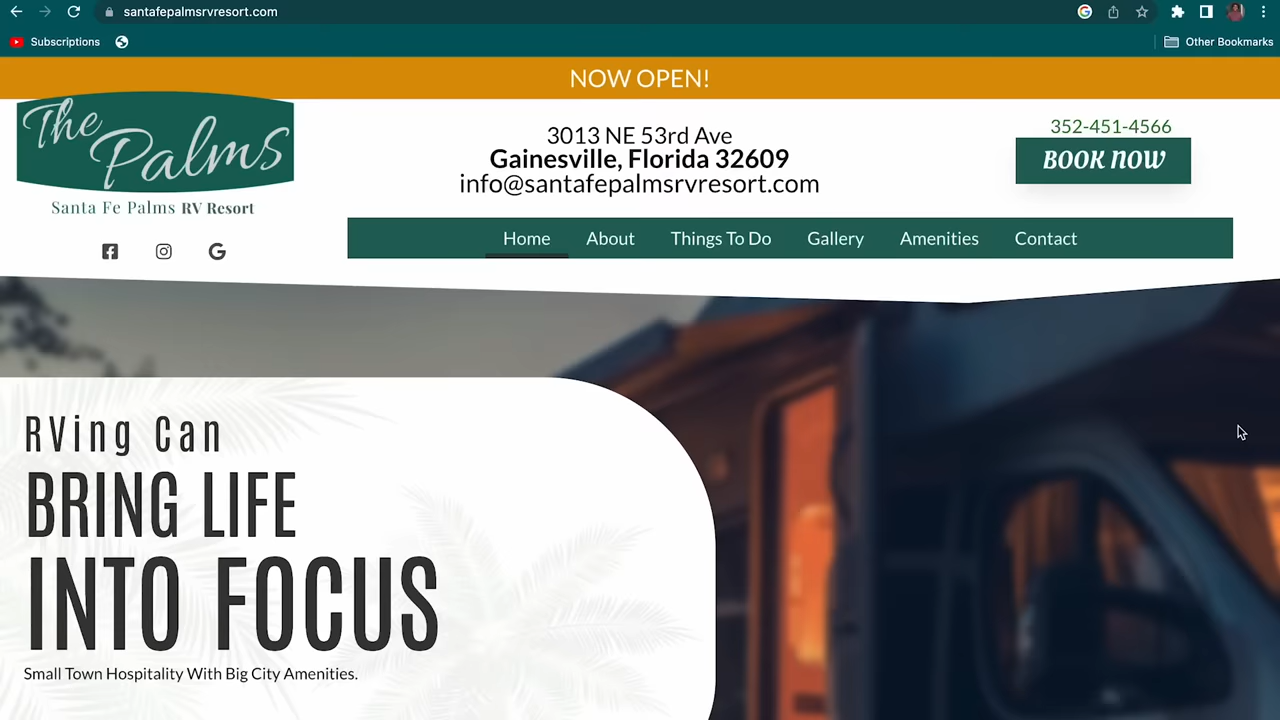 santafepalmsrvresort.com
Subscriptions
Other Bookmarks
NOW OPEN!
The
Palms
Santa Fe Palms RV Resort
3013 NE 53rd Ave
Gainesville, Florida 32609
info@santafepalmsrvresort.com
352-451-4566
BOOK NOW
Home About Things To Do Gallery Amenities Contact
RVing Can
BRING LIFE
INTO FOCUS
Small Town Hospitality With Big City Amenities.